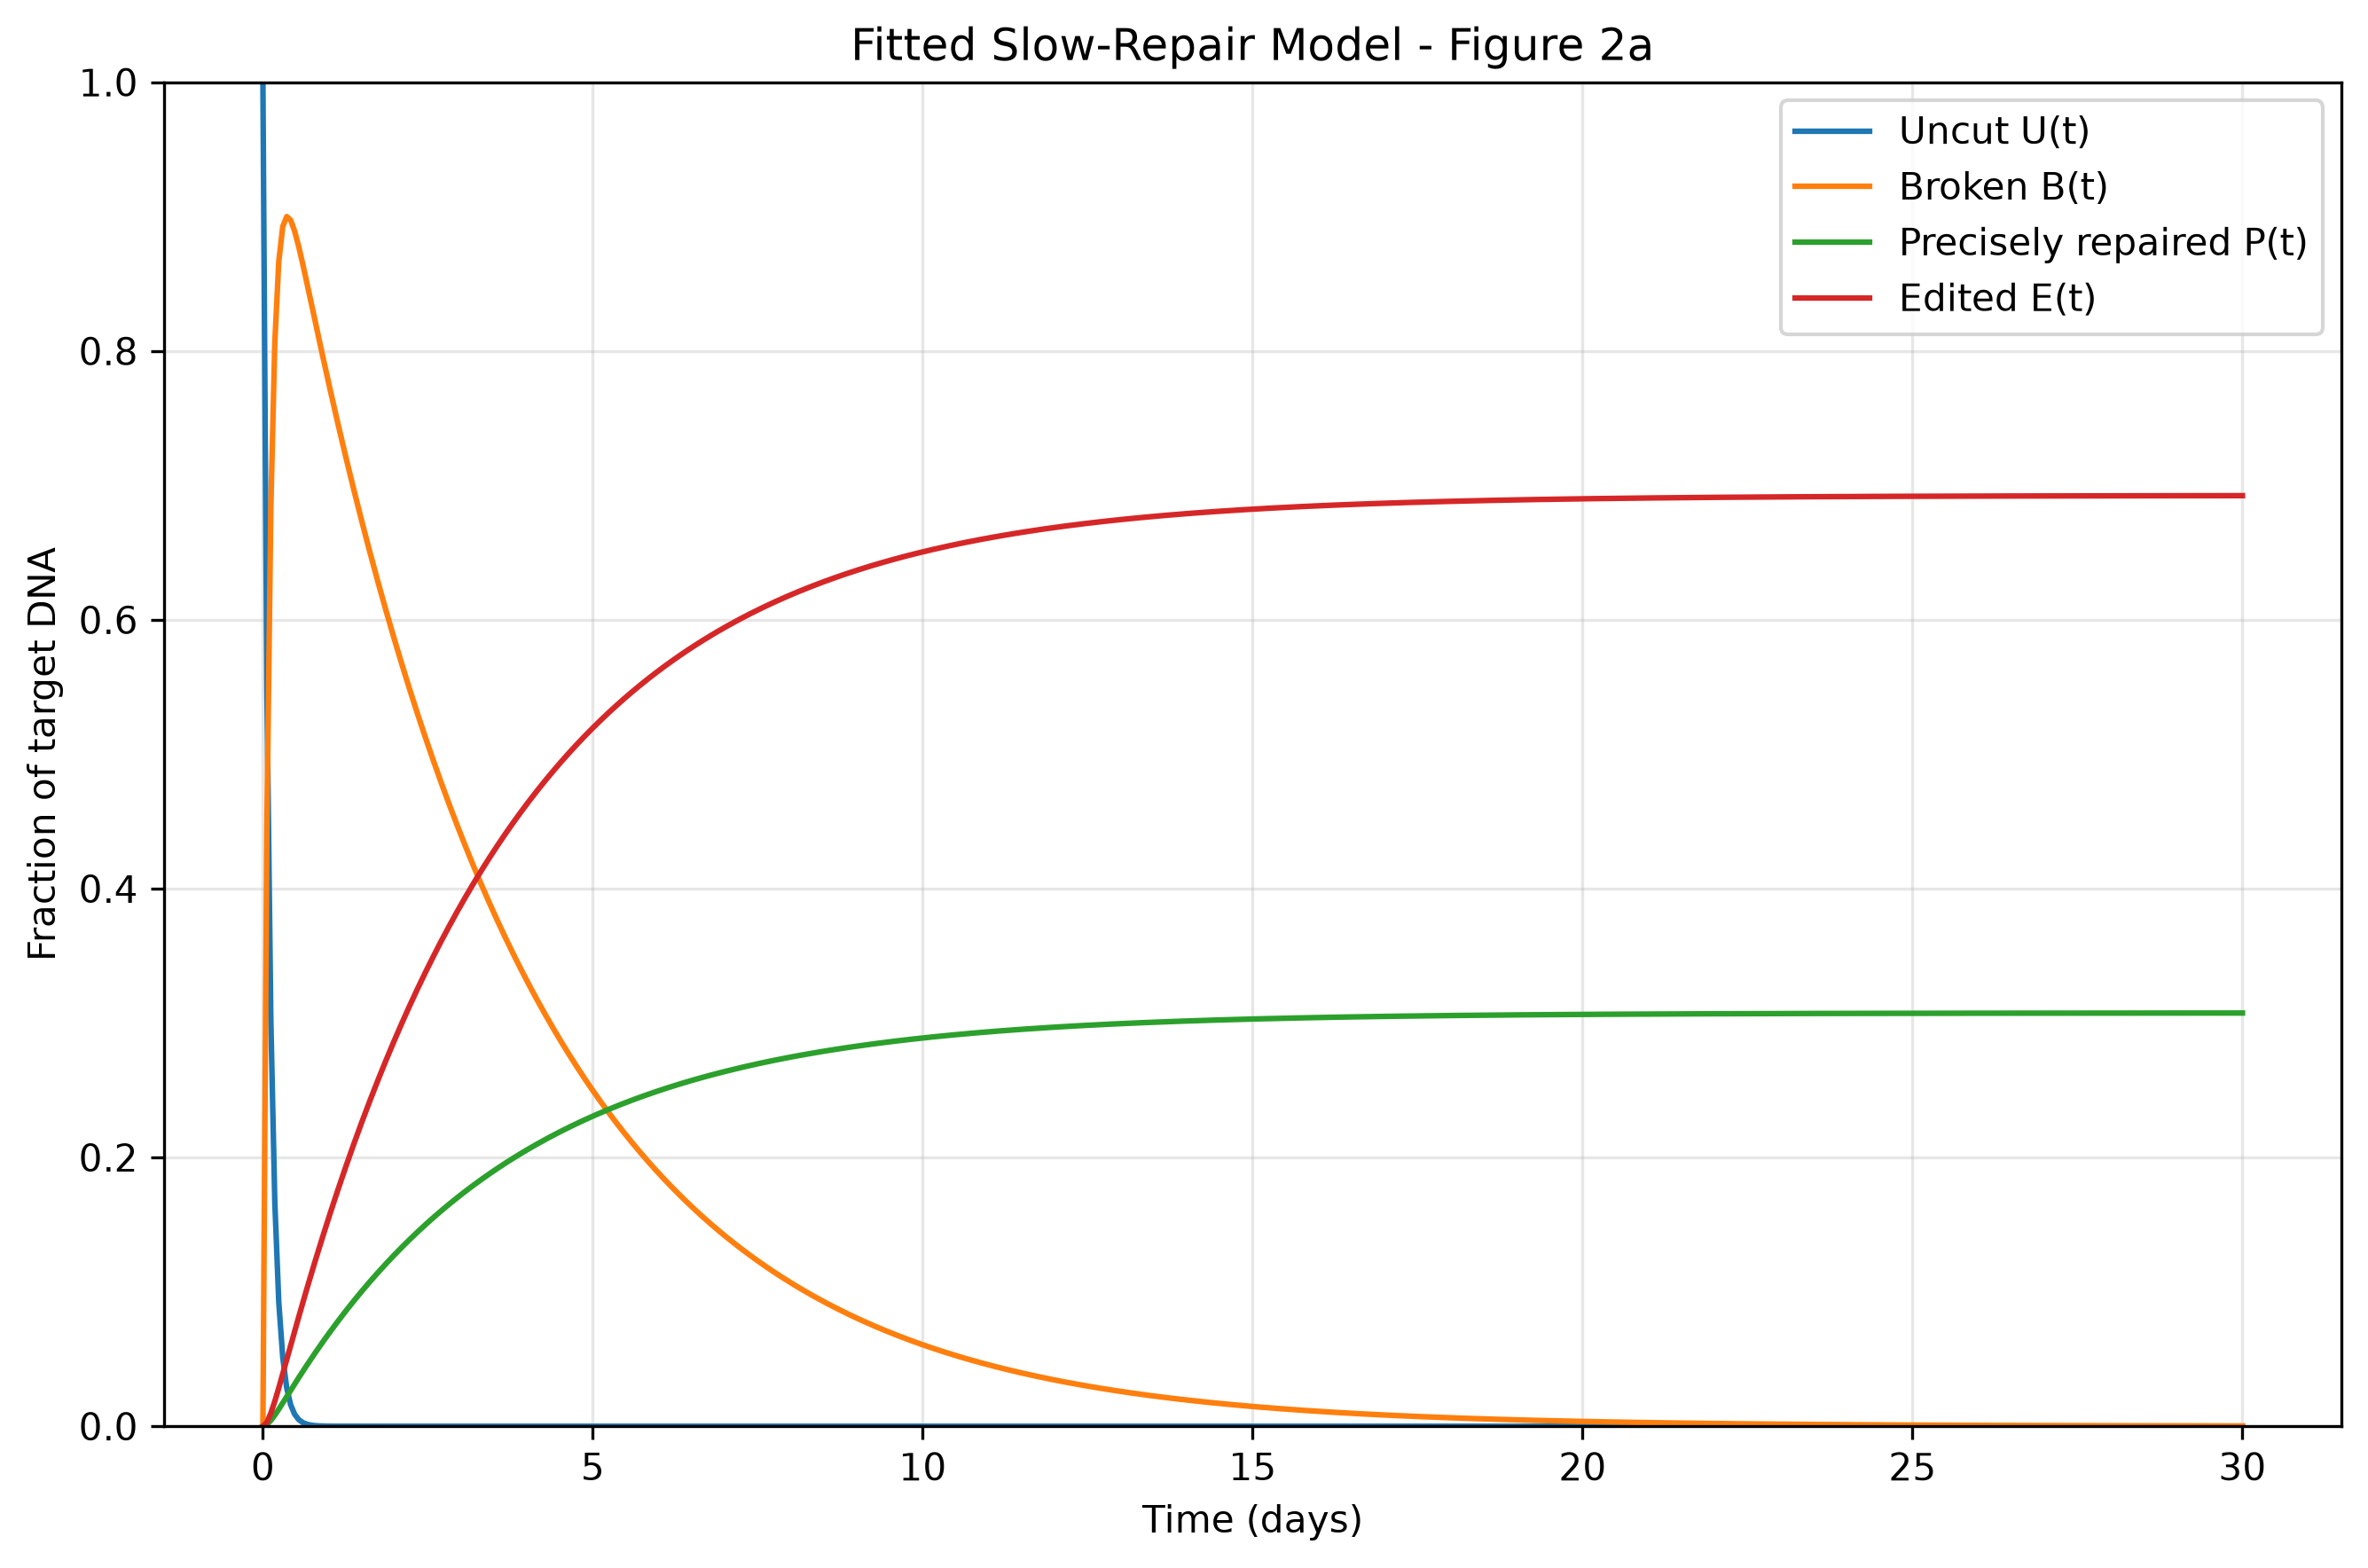 Fitted Slow-Repair Model - Figure 2a
1.0
0.8
0.6
0.4
0.2
0.0
Fraction of target DNA
Uncut U(t)
Broken B(t)
Precisely repaired P(t)
Edited E(t)
0 5 10 15 20 25 30
Time (days)